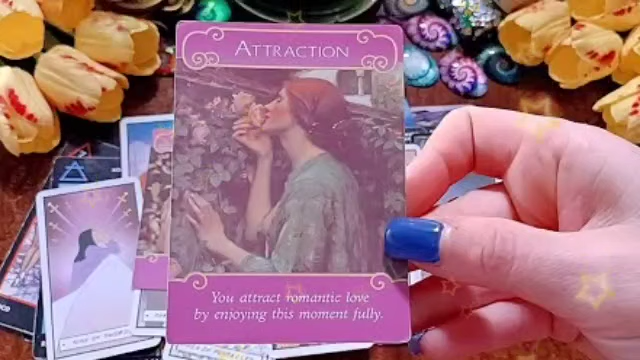 ATTRACTION
You attract romantic love
by enjoying this moment fully.